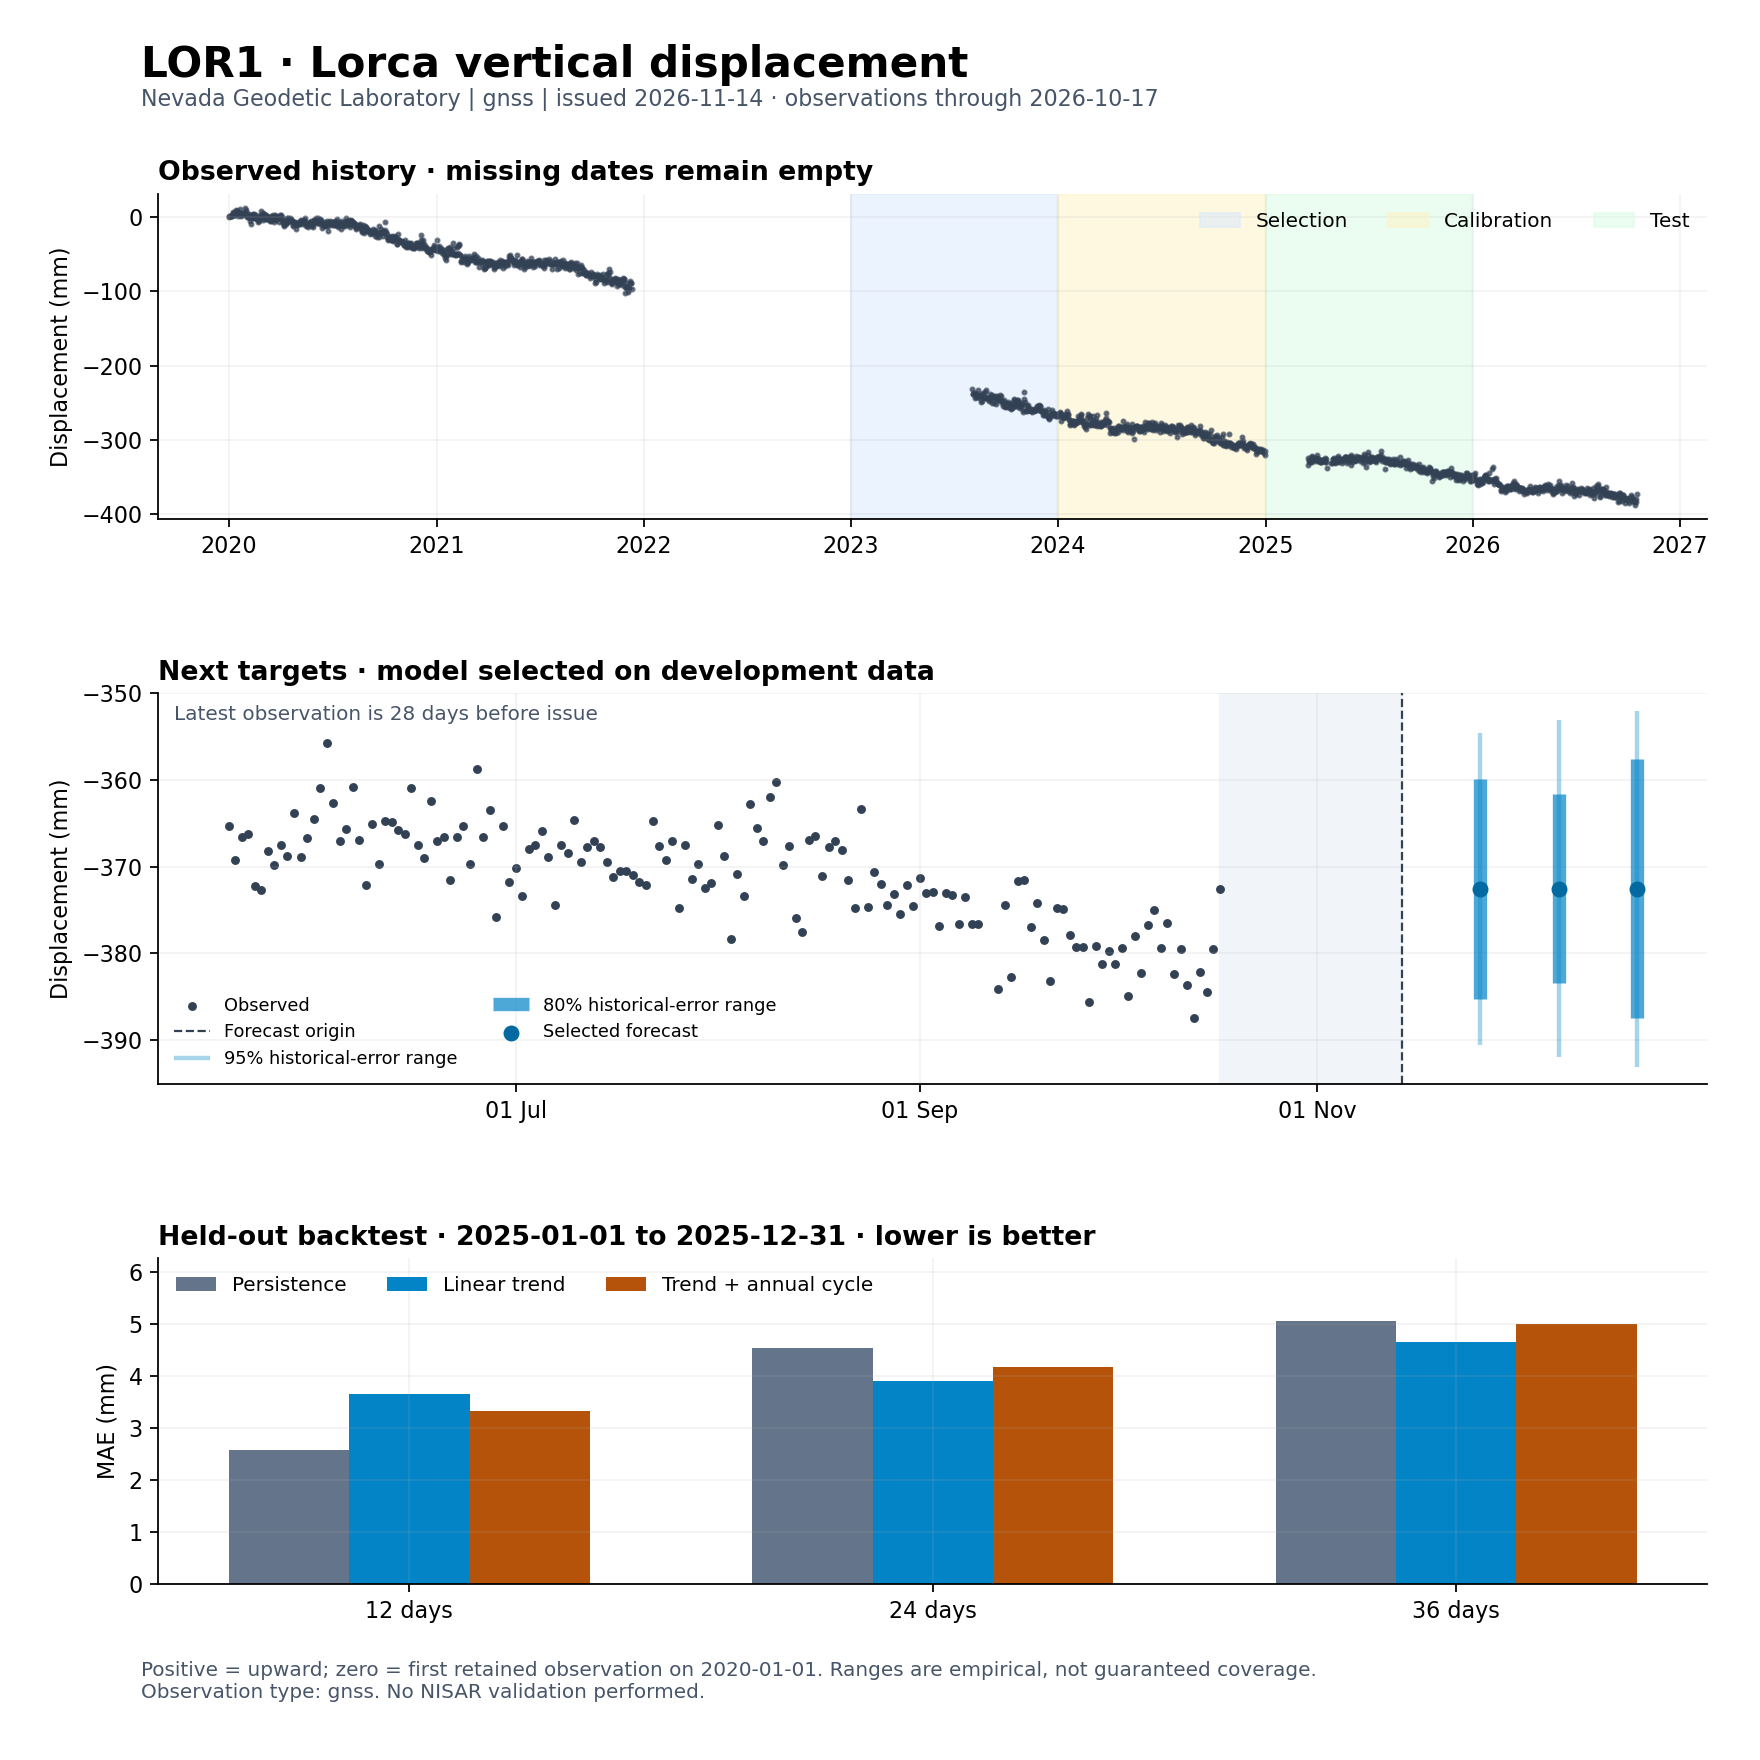 LOR1 · Lorca vertical displacement
Nevada Geodetic Laboratory | gnss | issued 2026-11-14 · observations through 2026-10-17
Observed history · missing dates remain empty
Selection Calibration Test
Displacement (mm)
0
−100
−200
−300
−400
2020 2021 2022 2023 2024 2025 2026 2027
Next targets · model selected on development data
Latest observation is 28 days before issue
Displacement (mm)
−350
−360
−370
−380
−390
Observed
Forecast origin
95% historical-error range
80% historical-error range
Selected forecast
01 Jul 01 Sep 01 Nov
Held-out backtest · 2025-01-01 to 2025-12-31 · lower is better
Persistence Linear trend Trend + annual cycle
MAE (mm)
6
5
4
3
2
1
0
12 days 24 days 36 days
Positive = upward; zero = first retained observation on 2020-01-01. Ranges are empirical, not guaranteed coverage.
Observation type: gnss. No NISAR validation performed.